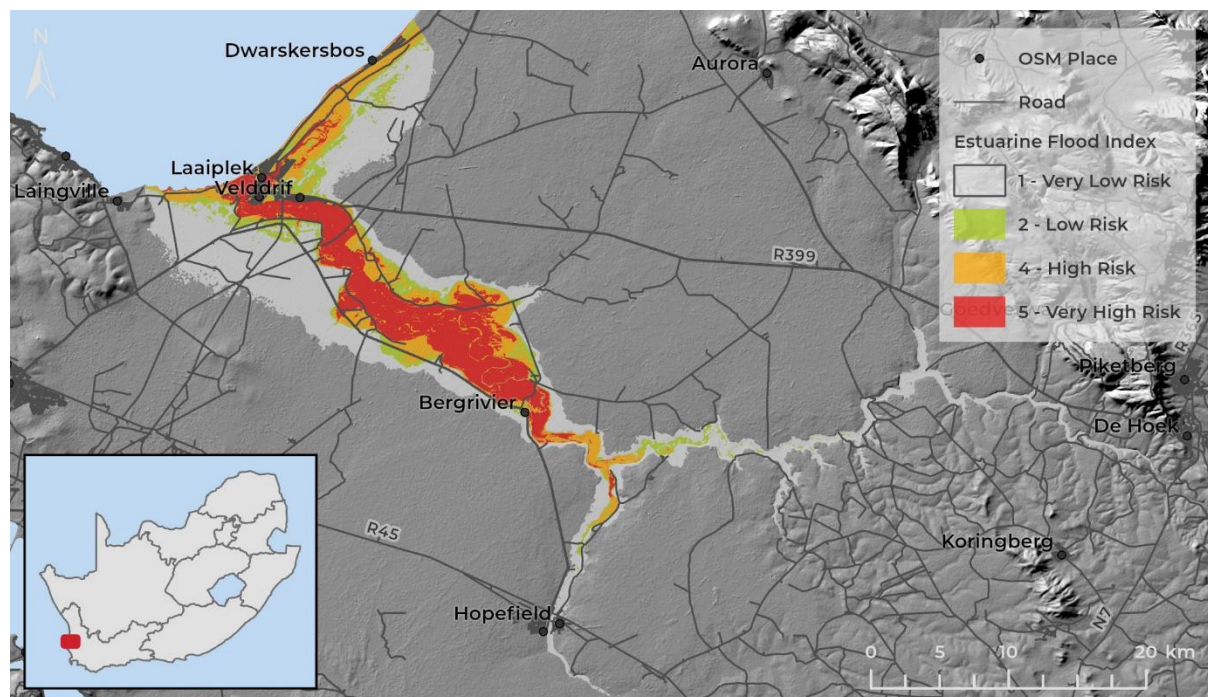 N
Dwarskersbos
Aurora
OSM Place
Road
Estuarine Flood Index
1 - Very Low Risk
2 - Low Risk
4 - High Risk
5 - Very High Risk
Laaiplek
Laingville
Velddrif
R399
Piketberg
Bergrivier
De Hoek
R45
Koringberg
Hopefield
N7
0 5 10 20 km